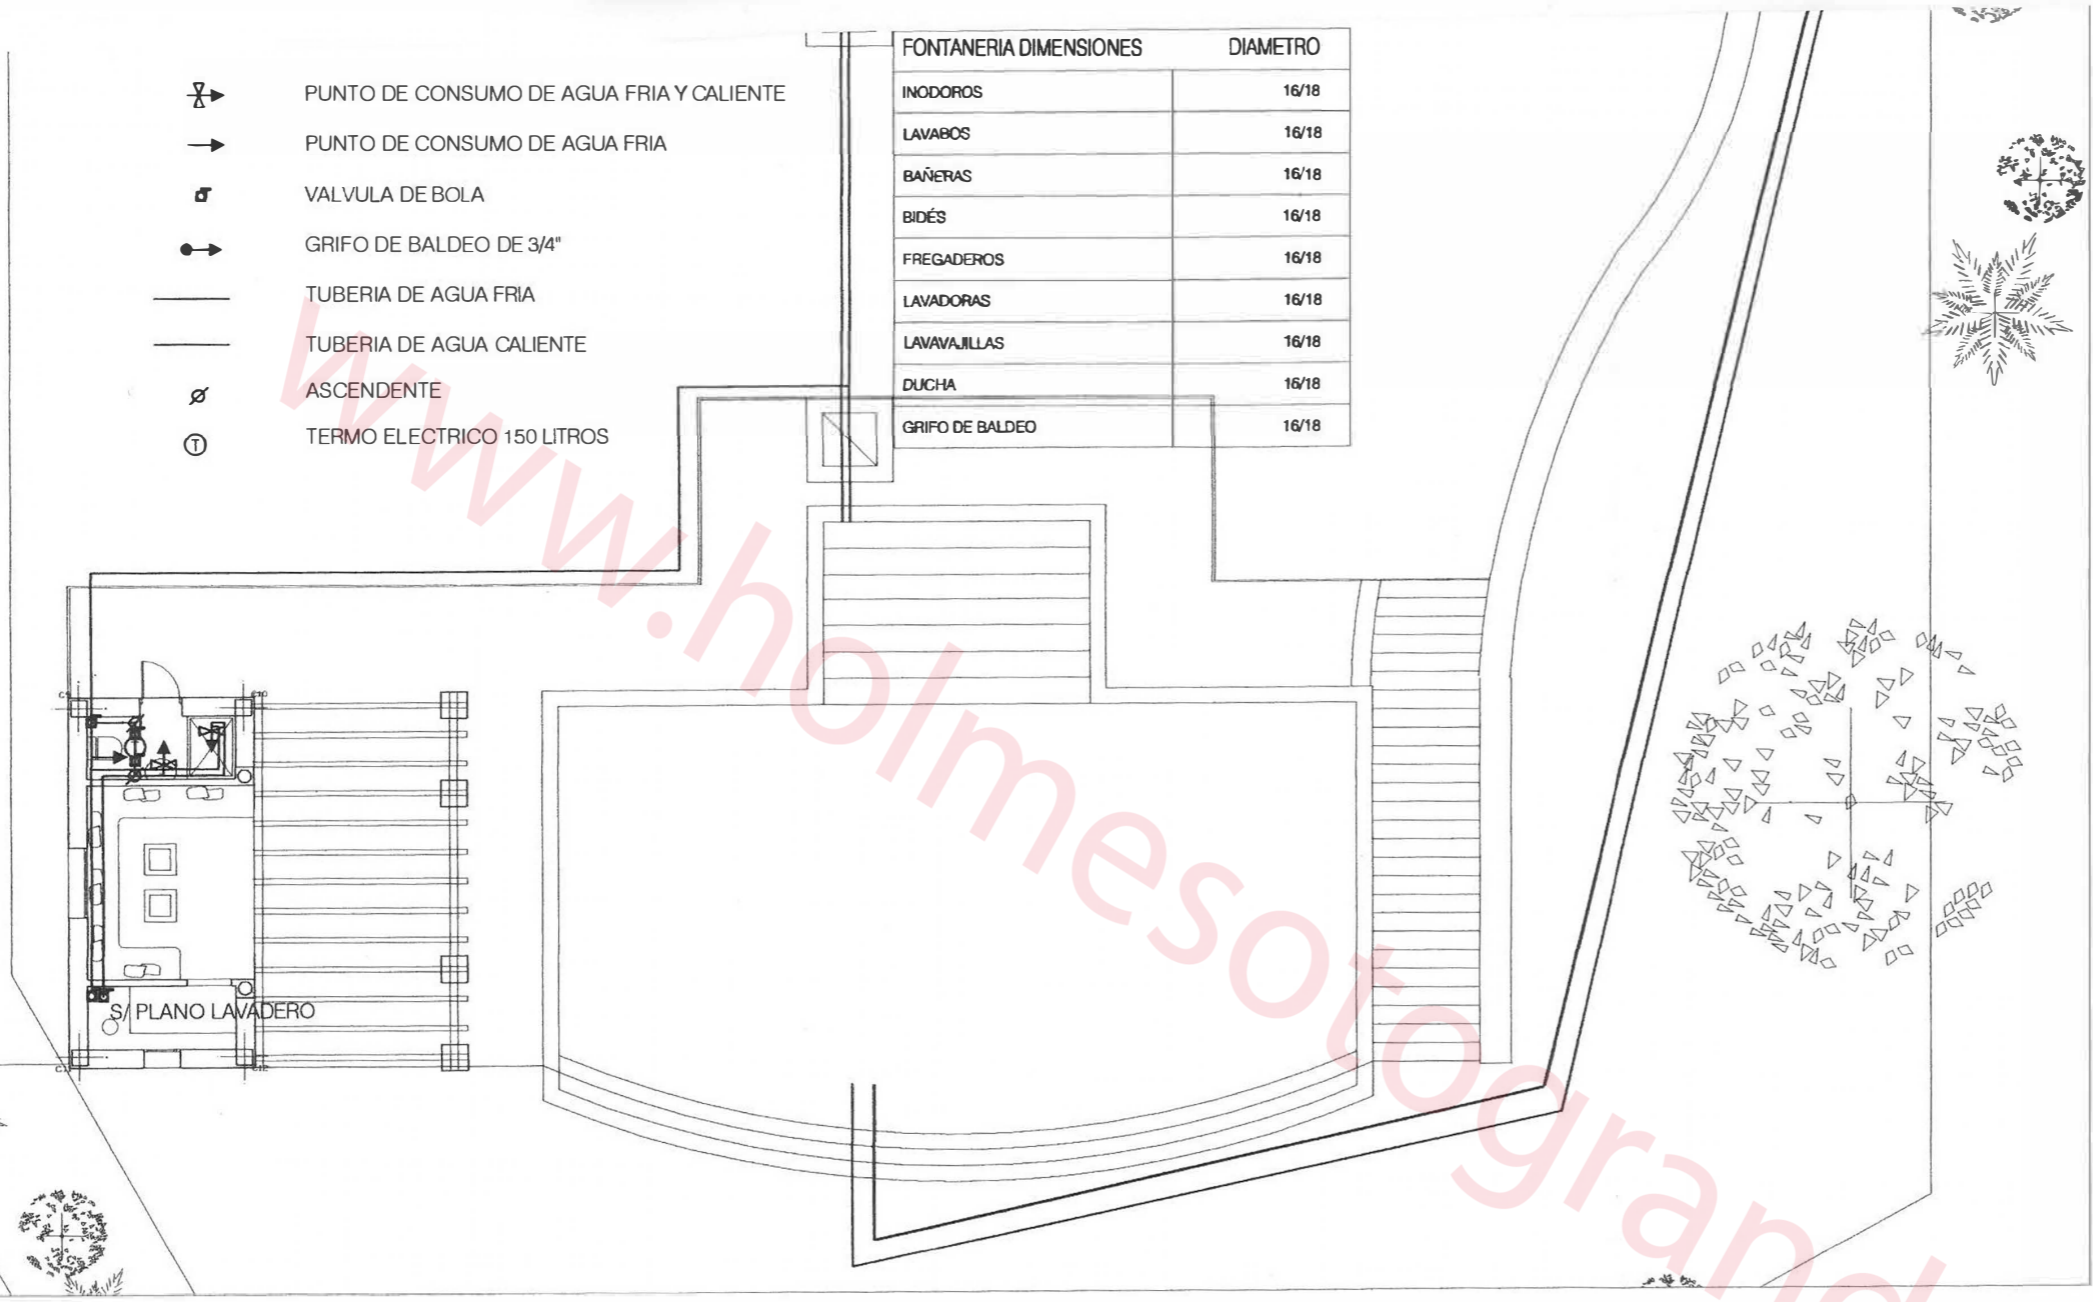 PUNTO DE CONSUMO DE AGUA FRIA Y CALIENTE
PUNTO DE CONSUMO DE AGUA FRIA
VALVULA DE BOLA
GRIFO DE BALDEO DE 3/4"
TUBERIA DE AGUA FRIA
TUBERIA DE AGUA CALIENTE
ASCENDENTE
T TERMO ELECTRICO 150 LITROS
FONTANERIA DIMENSIONES DIAMETRO
INODOROS 16/18
LAVABOS 16/18
BAÑERAS 16/18
BIDÉS 16/18
FREGADEROS 16/18
LAVADORAS 16/18
LAVAVAJILLAS 16/18
DUCHA 16/18
GRIFO DE BALDEO 16/18
S/ PLANO LAVADERO
C12
www.holmesotogrand